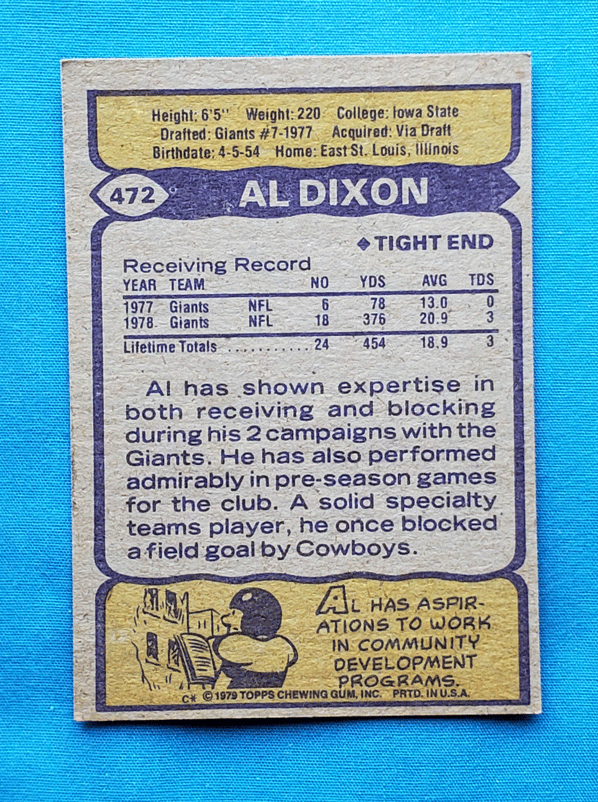 Height: 6'5'' Weight: 220 College: Iowa State
Drafted: Giants #7-1977 Acquired: Via Draft
Birthdate: 4-5-54 Home: East St. Louis, Illinois
472 AL DIXON
◆ TIGHT END
Receiving Record
YEAR TEAM NO YDS AVG TDS
1977 Giants NFL 6 78 13.0 0
1978 Giants NFL 18 376 20.9 3
Lifetime Totals ........... 24 454 18.9 3
Al has shown expertise in
both receiving and blocking
during his 2 campaigns with the
Giants. He has also performed
admirably in pre-season games
for the club. A solid specialty
teams player, he once blocked
a field goal by Cowboys.
AL HAS ASPIR-
ATIONS TO WORK
IN COMMUNITY
DEVELOPMENT
PROGRAMS.
C* © 1979 TOPPS CHEWING GUM, INC. PRTD. IN U.S.A.